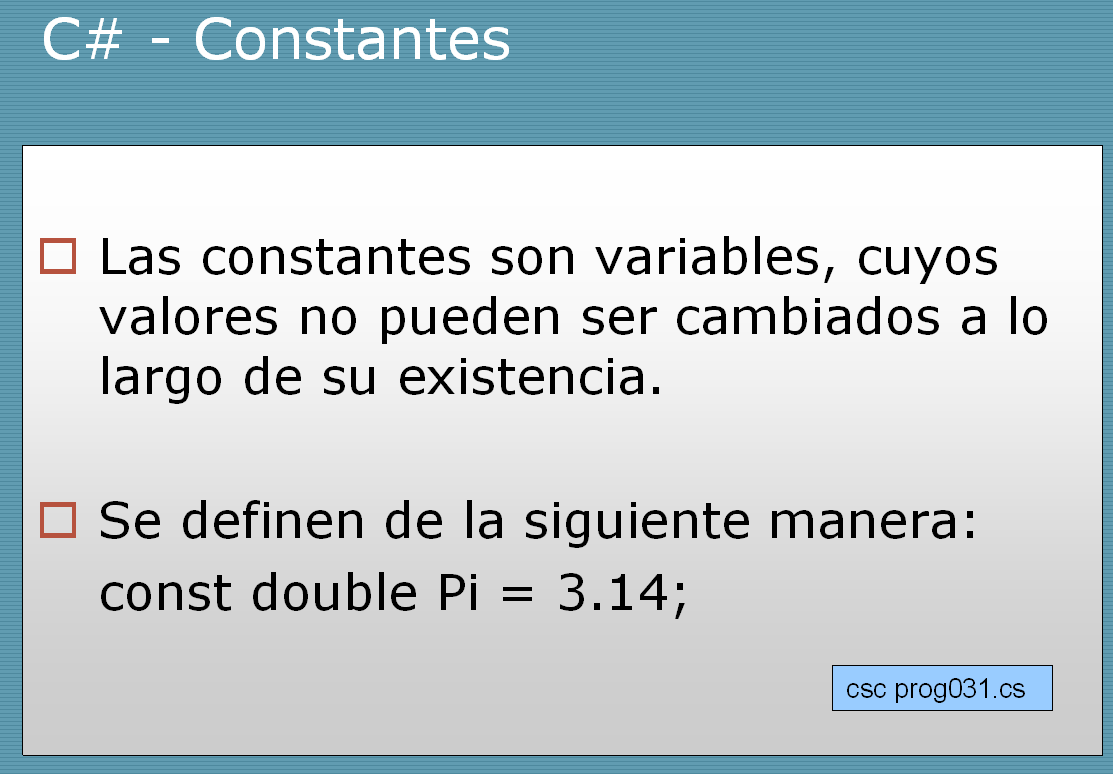 C# - Constantes
Las constantes son variables, cuyos
valores no pueden ser cambiados a lo
largo de su existencia.
Se definen de la siguiente manera:
const double Pi = 3.14;
csc prog031.cs